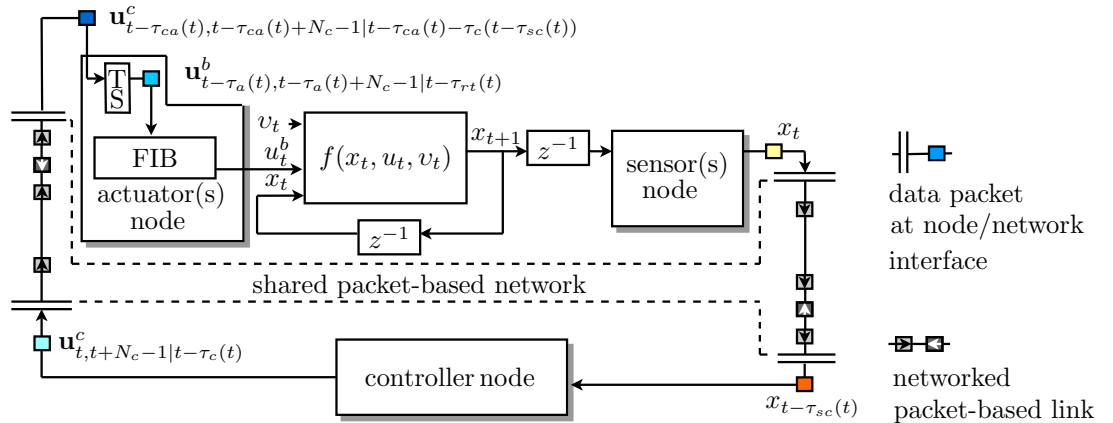 𝐮^c_{t−τ_{ca}(t),t−τ_{ca}(t)+N_c−1|t−τ_{ca}(t)−τ_c(t−τ_{sc}(t))}
T
S
𝐮^b_{t−τ_a(t),t−τ_a(t)+N_c−1|t−τ_{rt}(t)}
FIB
actuator(s)
node
υ_t
u^b_t
x_t
f(x_t, u_t, υ_t)
x_{t+1}
z^{−1}
z^{−1}
sensor(s)
node
x_t
shared packet-based network
𝐮^c_{t,t+N_c−1|t−τ_c(t)}
controller node
x_{t−τ_{sc}(t)}
data packet
at node/network
interface
networked
packet-based link